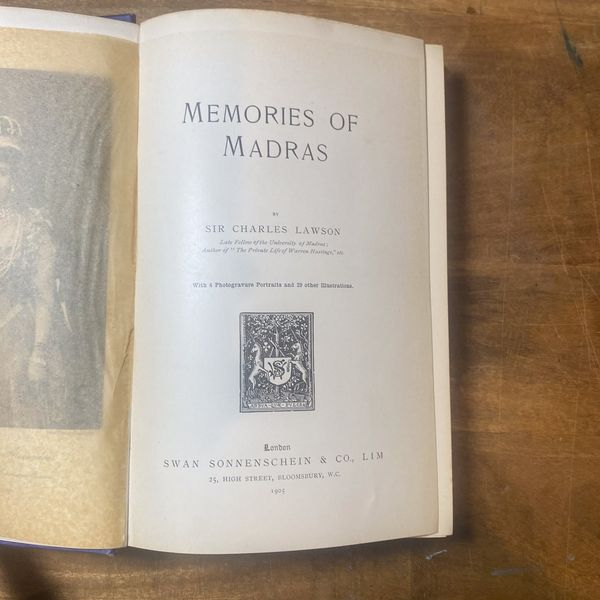 MEMORIES OF
MADRAS
BY
SIR CHARLES LAWSON
Late Fellow of the University of Madras;
Author of "The Private Life of Warren Hastings," etc.
With 4 Photogravure Portraits and 29 other Illustrations.
London
SWAN SONNENSCHEIN & CO., LIM
25, HIGH STREET, BLOOMSBURY, W.C.
1905